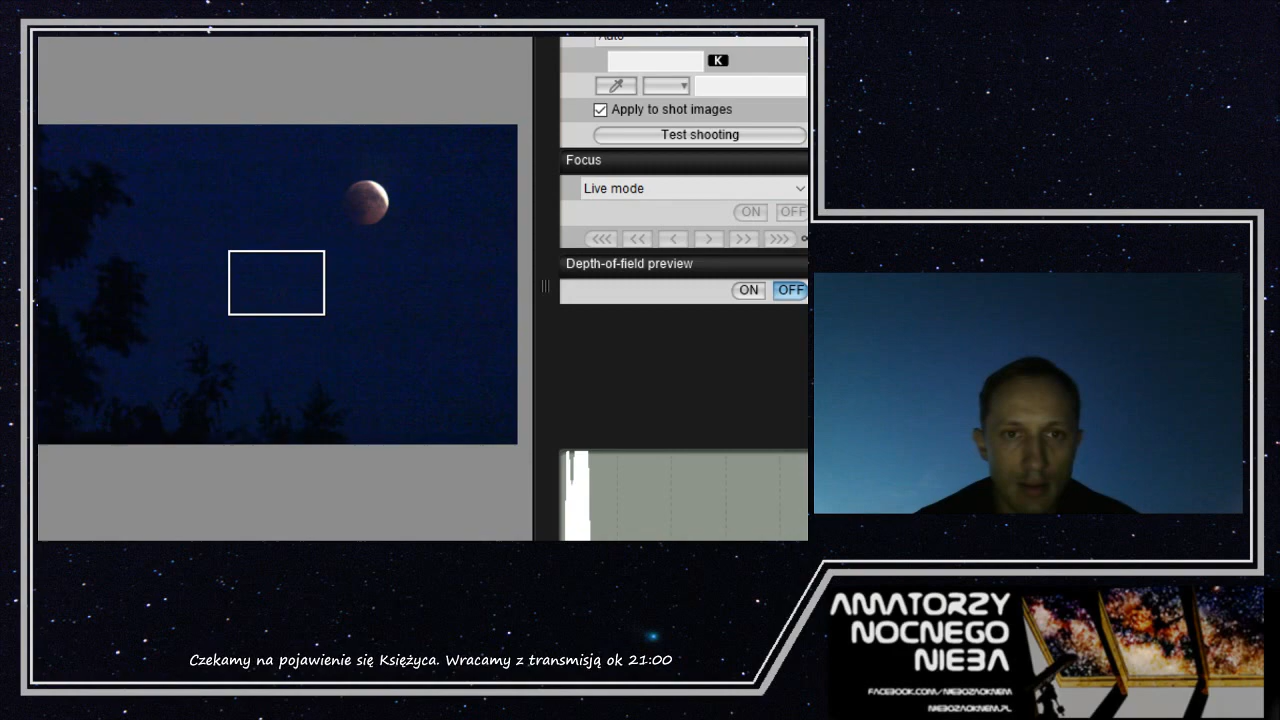 Auto
K
Apply to shot images
Test shooting
Focus
Live mode
ON OFF
<<< << < > >> >>>
Depth-of-field preview
ON OFF
Czekamy na pojawienie się Księżyca. Wracamy z transmisją ok 21:00
AMATORZY
NOCNEGO
NIEBA
FACEBOOK.COM/NIEBOZAOKNEM
NIEBOZAOKNEM.PL